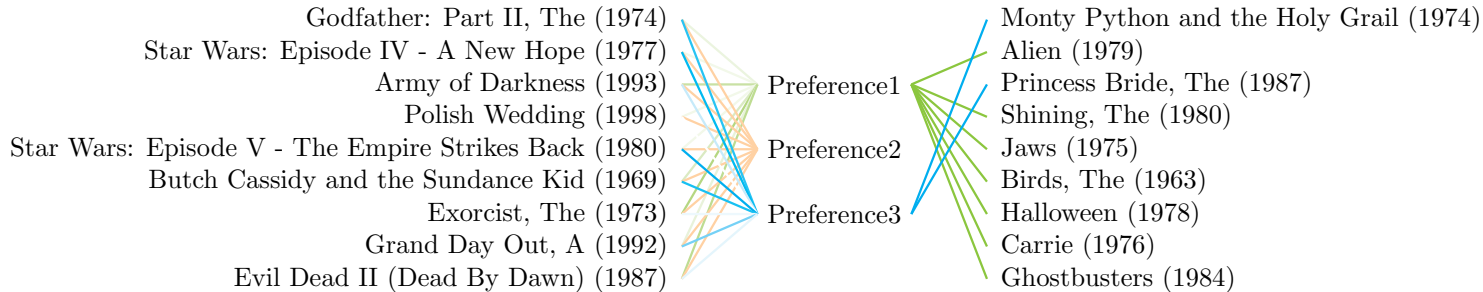 Godfather: Part II, The (1974)
Star Wars: Episode IV - A New Hope (1977)
Army of Darkness (1993)
Polish Wedding (1998)
Star Wars: Episode V - The Empire Strikes Back (1980)
Butch Cassidy and the Sundance Kid (1969)
Exorcist, The (1973)
Grand Day Out, A (1992)
Evil Dead II (Dead By Dawn) (1987)
Preference1
Preference2
Preference3
Monty Python and the Holy Grail (1974)
Alien (1979)
Princess Bride, The (1987)
Shining, The (1980)
Jaws (1975)
Birds, The (1963)
Halloween (1978)
Carrie (1976)
Ghostbusters (1984)